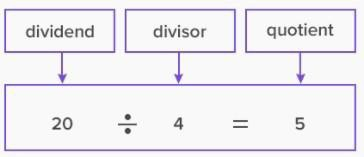 dividend divisor quotient
20 ÷ 4 = 5